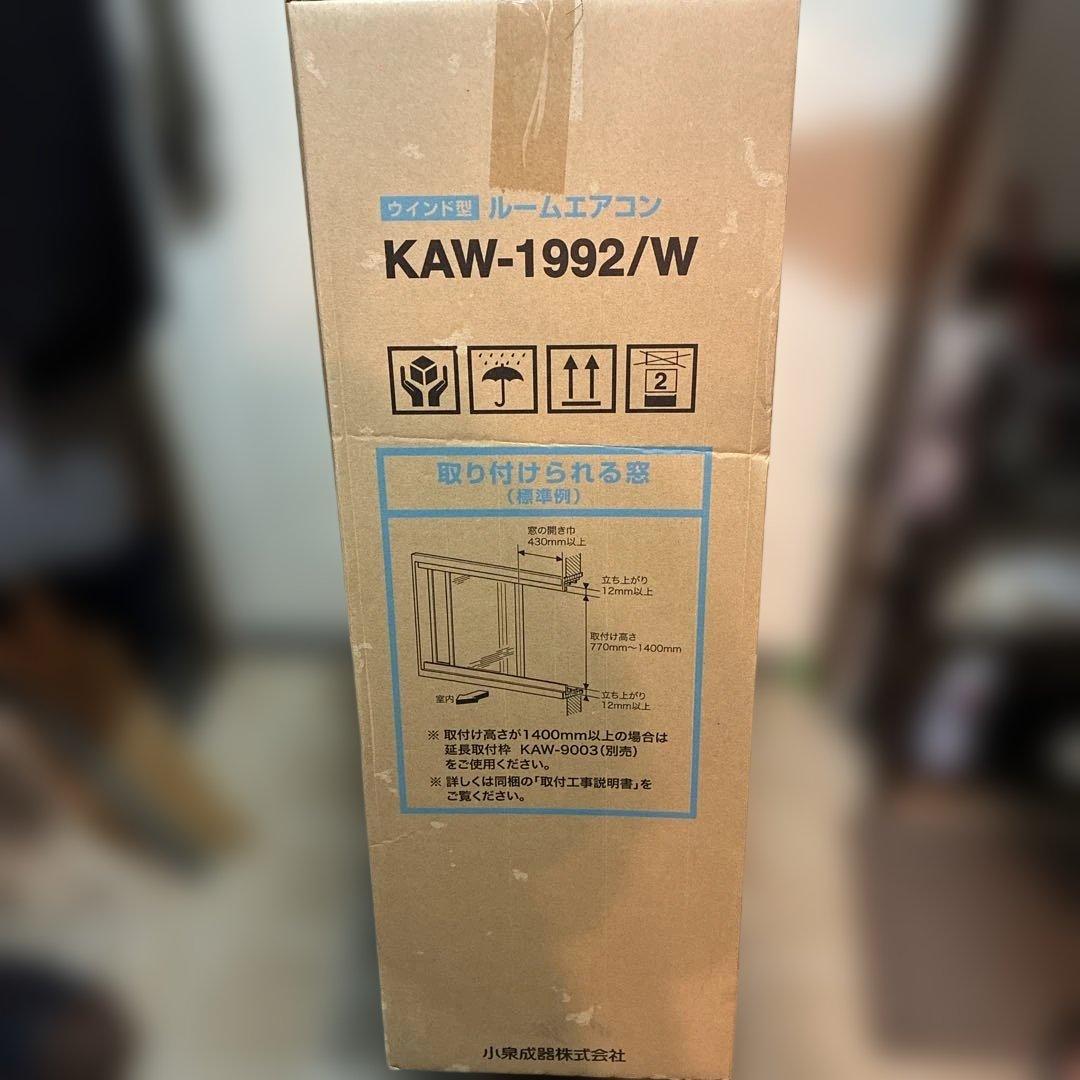 ウインド型 ルームエアコン
KAW-1992/W
2
取り付けられる窓
(標準例)
窓の開き巾
430mm以上
立ち上がり
12mm以上
取付け高さ
770mm〜1400mm
室内
立ち上がり
12mm以上
※ 取付け高さが1400mm以上の場合は
延長取付枠 KAW-9003(別売)
をご使用ください。
※ 詳しくは同梱の「取付工事説明書」を
ご覧ください。
小泉成器株式会社